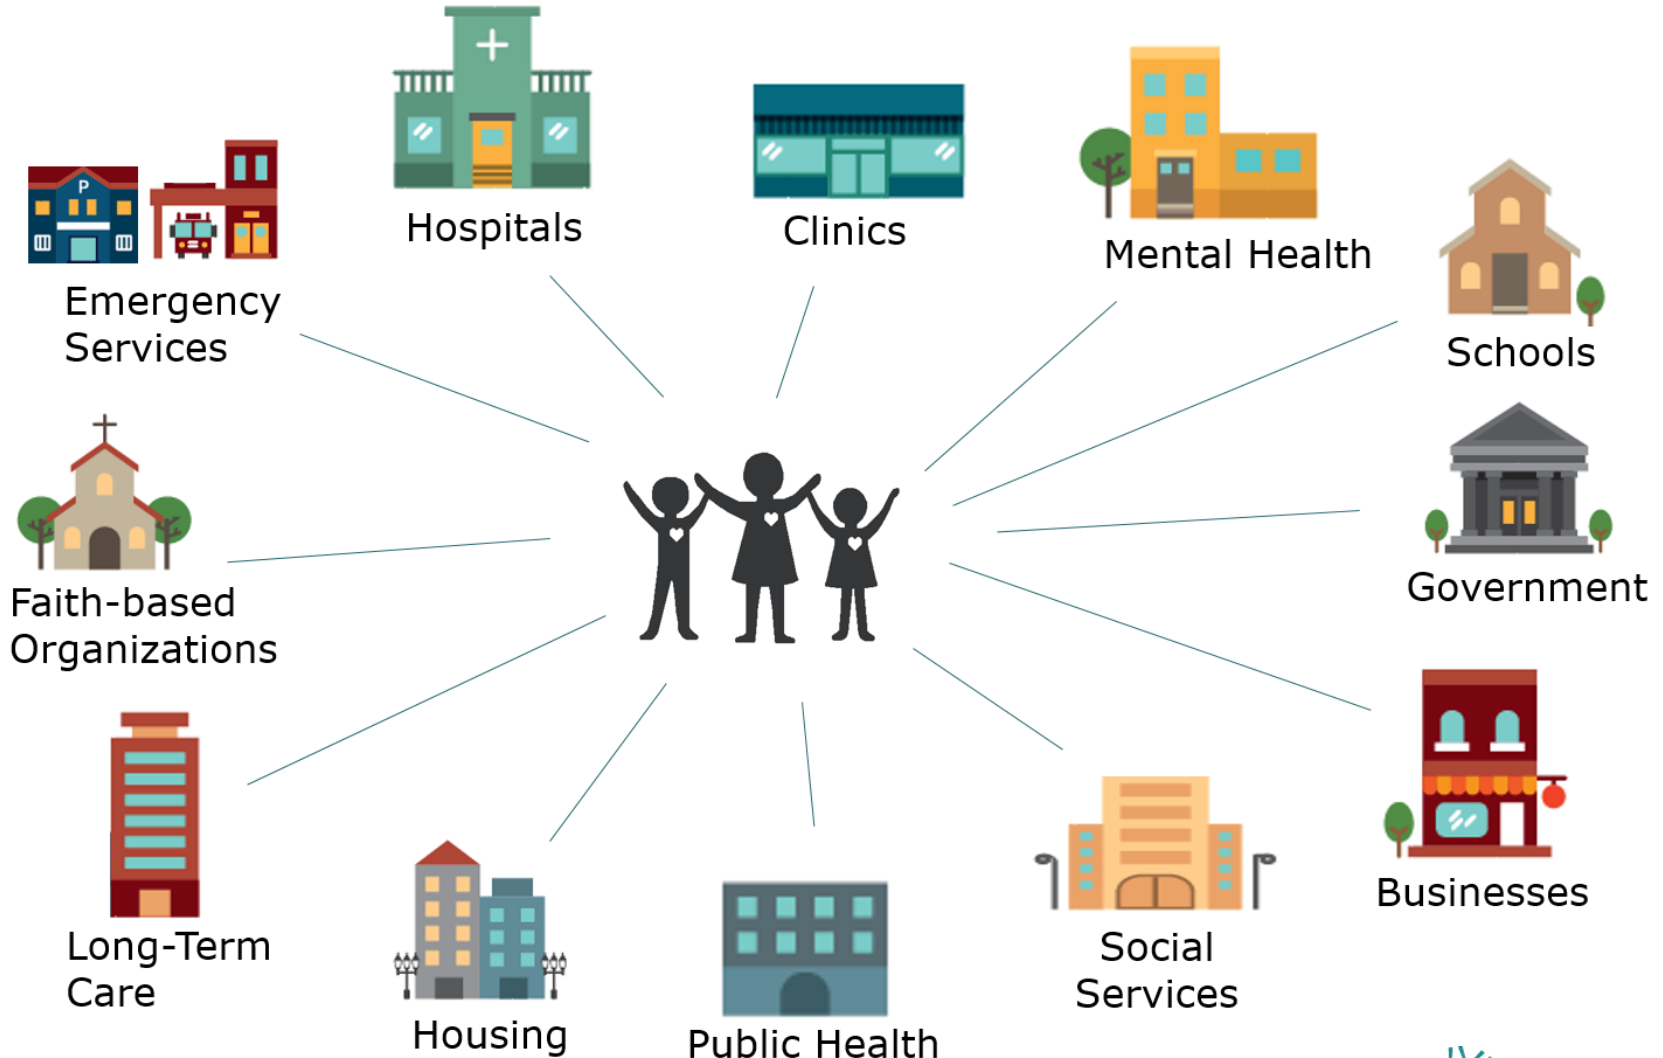 Hospitals
Clinics
Mental Health
P
Emergency
Services
Schools
Faith-based
Organizations
Government
Long-Term
Care
Housing
Public Health
Social
Services
Businesses